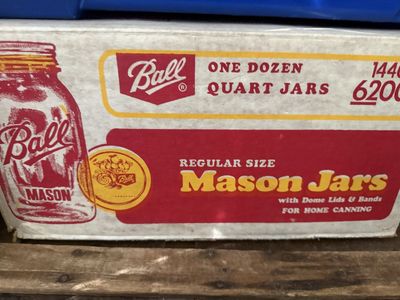 Ball®
ONE DOZEN
QUART JARS
1440
6200
Ball
MASON
Ball
REGULAR SIZE
Mason Jars
with Dome Lids & Bands
FOR HOME CANNING